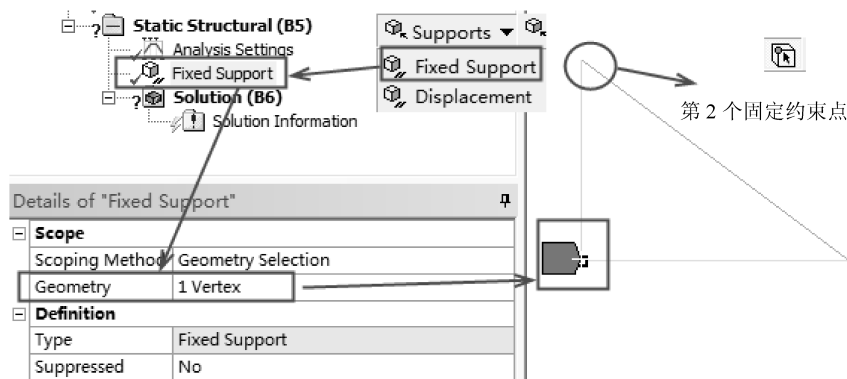 Static Structural (B5)
Analysis Settings
Fixed Support
Solution (B6)
Solution Information
Supports
Fixed Support
Displacement
第 2 个固定约束点
Details of "Fixed Support"
Scope
Scoping Method Geometry Selection
Geometry 1 Vertex
Definition
Type Fixed Support
Suppressed No